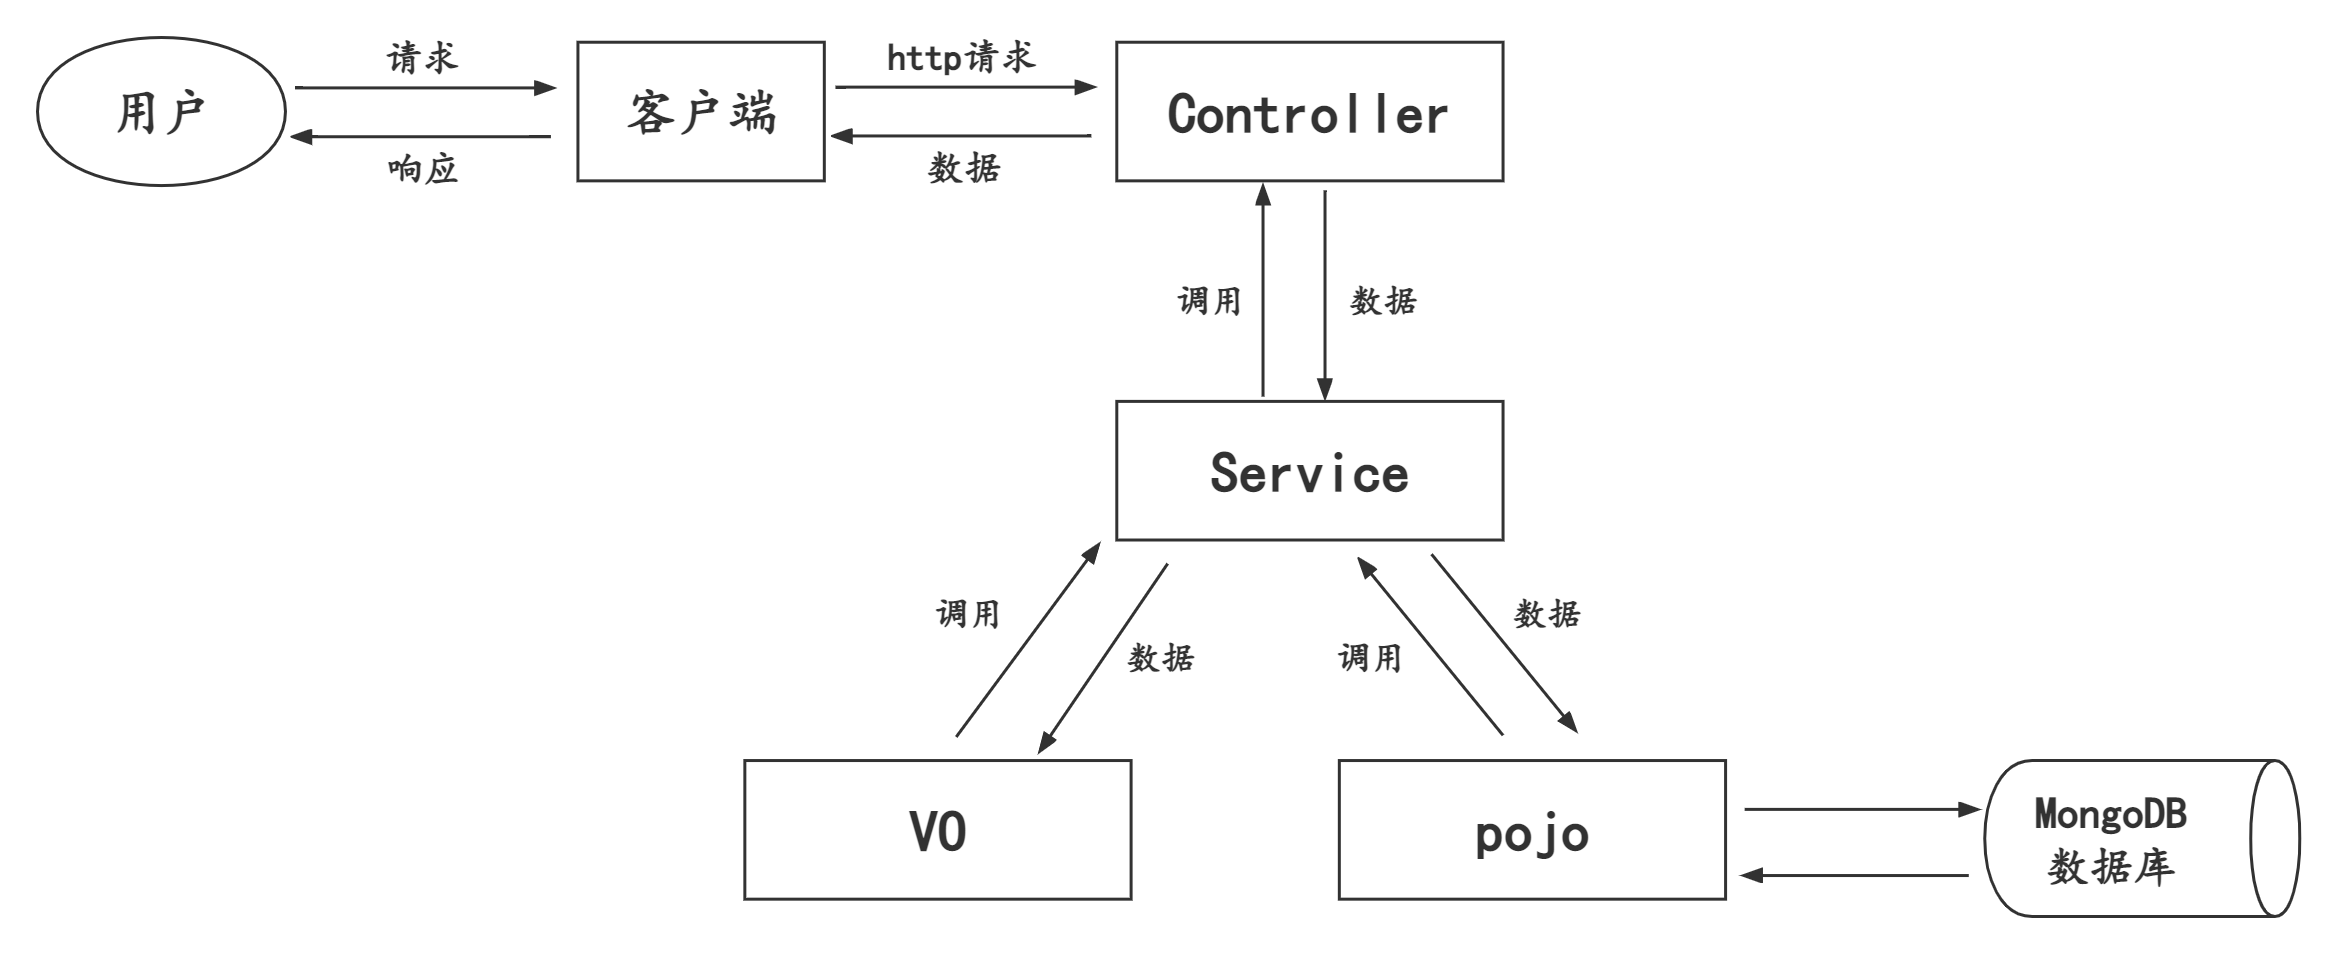 请求
http请求
用户
客户端
Controller
响应
数据
调用
数据
Service
调用
数据
数据
调用
VO
pojo
MongoDB
数据库